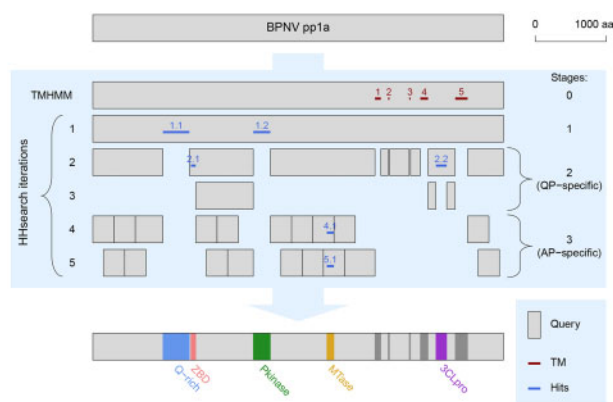 BPNV pp1a
0 1000 aa
Stages:
TMHMM 1 2 3 4 5 0
1 1.1 1.2 1
2 2.1 2.2
HHsearch iterations
3
2
(QP-specific)
4 4.1
5 5.1
3
(AP-specific)
Query
TM
Hits
Q-rich
ZBD
Pkinase
MTase
3CLpro